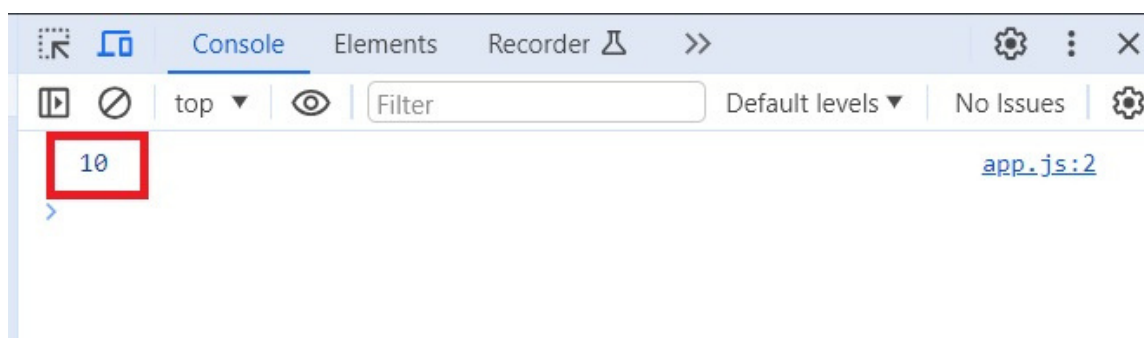 Console Elements Recorder
top Filter Default levels No Issues
10 app.js:2